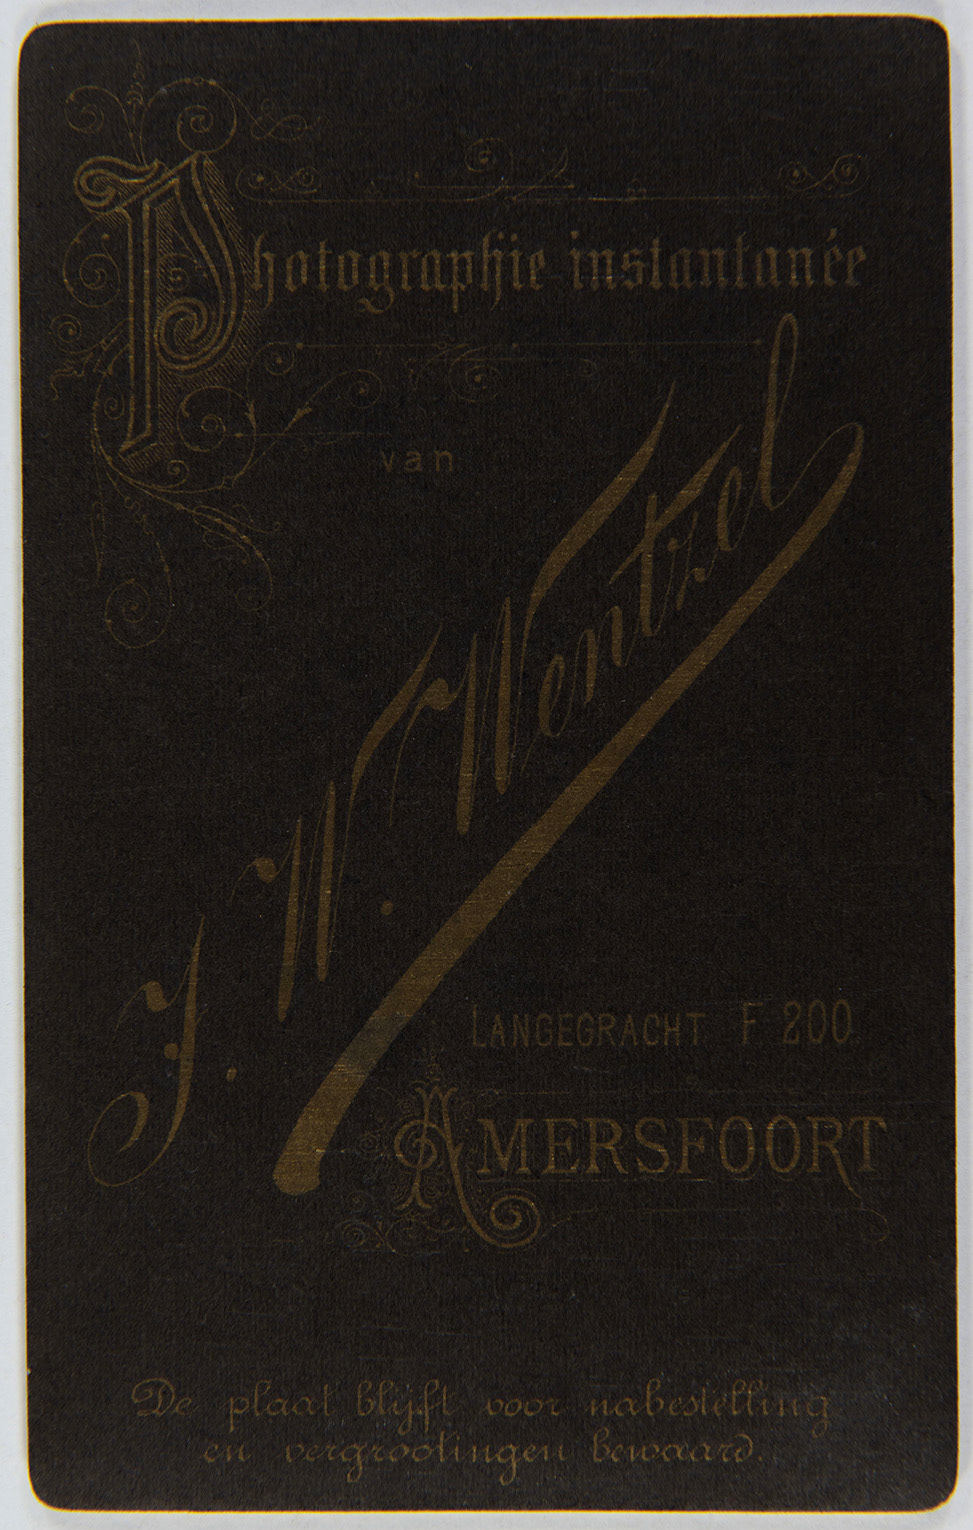 Photographie instantanée
van
J. W. Wentzel
LANGEGRACHT F 200.
AMERSFOORT
De plaat blijft voor nabestelling
en vergrootingen bewaard.